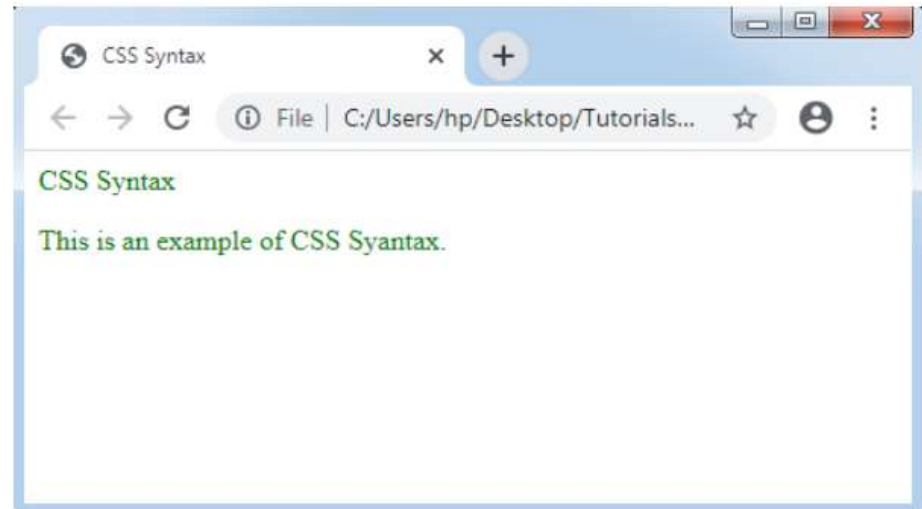 CSS Syntax
File | C:/Users/hp/Desktop/Tutorials...
CSS Syntax
This is an example of CSS Syantax.